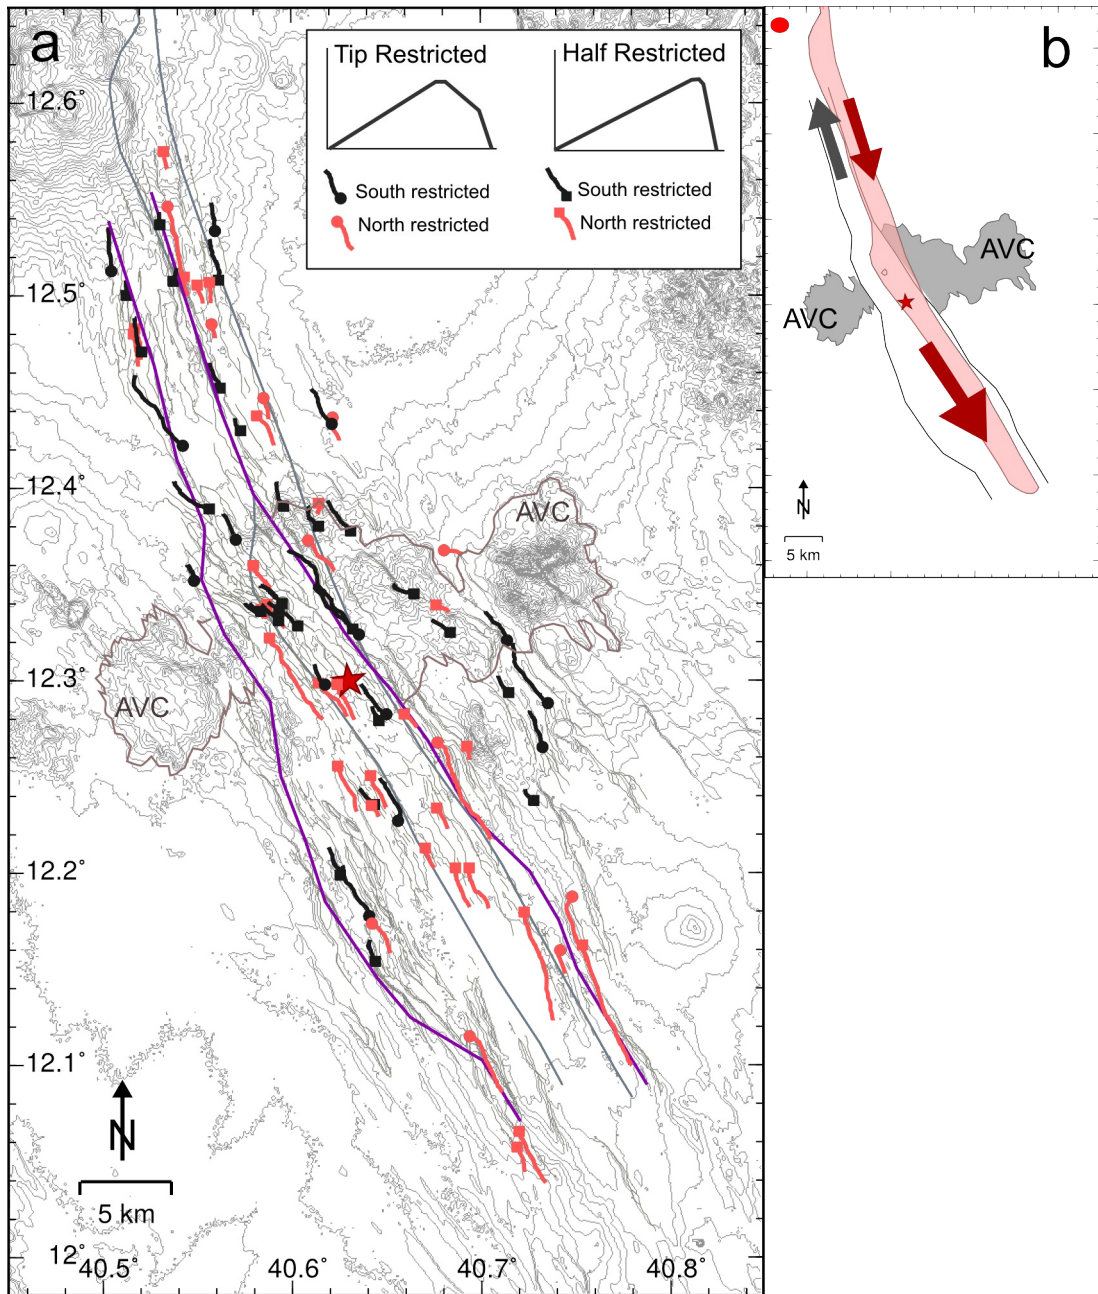 a
Tip Restricted
Half Restricted
South restricted
North restricted
South restricted
North restricted
b
AVC
AVC
N
5 km
12.6°
12.5°
12.4°
12.3°
12.2°
12.1°
12°
AVC
AVC
N
5 km
40.5°
40.6°
40.7°
40.8°